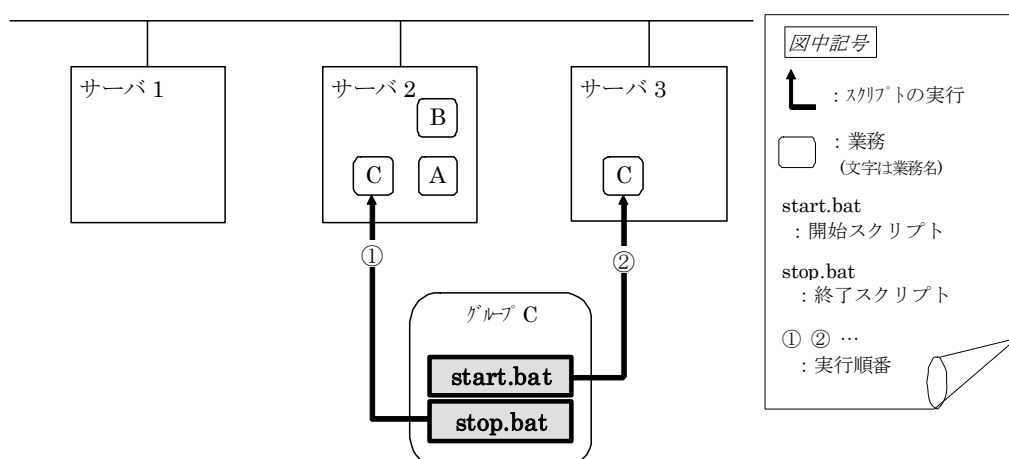 サーバ 1
サーバ 2
B
C
A
サーバ 3
C
①
②
ｸﾞﾙｰﾌﾟ C
start.bat
stop.bat
図中記号
：ｽｸﾘﾌﾟﾄの実行
：業務
(文字は業務名)
start.bat
：開始スクリプト
stop.bat
：終了スクリプト
① ② …
：実行順番